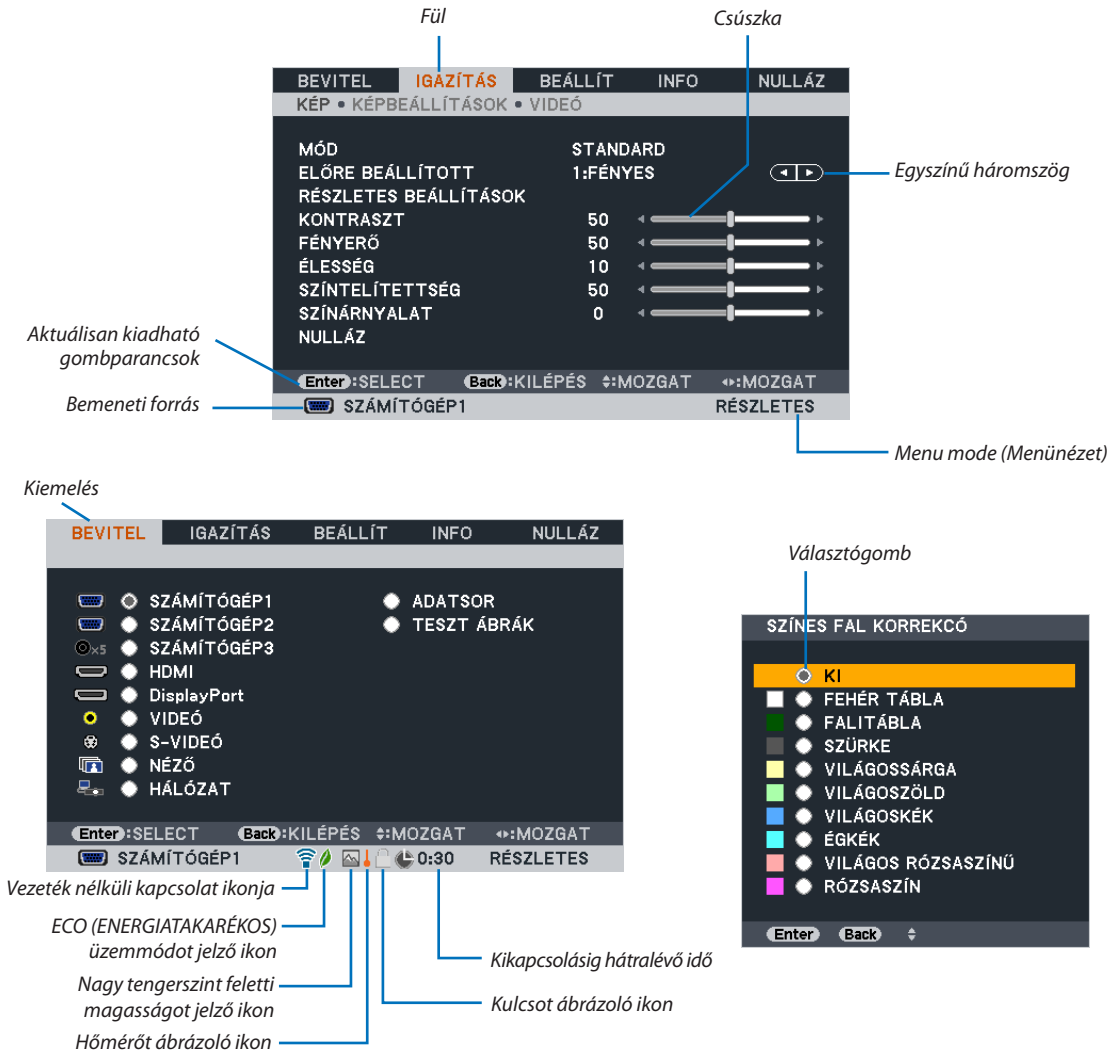 Fül
Csúszka
BEVITEL IGAZÍTÁS BEÁLLÍT INFO NULLÁZ
KÉP • KÉPBEÁLLÍTÁSOK • VIDEÓ
MÓD STANDARD
ELŐRE BEÁLLÍTOTT 1:FÉNYES
Egyszínű háromszög
RÉSZLETES BEÁLLÍTÁSOK
KONTRASZT 50
FÉNYERŐ 50
ÉLESSÉG 10
SZÍNTELÍTETTSÉG 50
SZÍNÁRNYALAT 0
NULLÁZ
Aktuálisan kiadható
gombparancsok
Enter:SELECT Back:KILÉPÉS :MOZGAT :MOZGAT
Bemeneti forrás
SZÁMÍTÓGÉP1 RÉSZLETES
Menu mode (Menünézet)
Kiemelés
BEVITEL IGAZÍTÁS BEÁLLÍT INFO NULLÁZ
SZÁMÍTÓGÉP1 ADATSOR
SZÁMÍTÓGÉP2 TESZT ÁBRÁK
×5 SZÁMÍTÓGÉP3
HDMI
DisplayPort
VIDEÓ
S-VIDEÓ
NÉZŐ
HÁLÓZAT
Enter:SELECT Back:KILÉPÉS :MOZGAT :MOZGAT
SZÁMÍTÓGÉP1 0:30 RÉSZLETES
Vezeték nélküli kapcsolat ikonja
ECO (ENERGIATAKARÉKOS)
üzemmódot jelző ikon
Nagy tengerszint feletti
magasságot jelző ikon
Hőmérőt ábrázoló ikon
Kikapcsolásig hátralévő idő
Kulcsot ábrázoló ikon
Választógomb
SZÍNES FAL KORREKCÓ
KI
FEHÉR TÁBLA
FALITÁBLA
SZÜRKE
VILÁGOSSÁRGA
VILÁGOSZÖLD
VILÁGOSKÉK
ÉGKÉK
VILÁGOS RÓZSASZÍNŰ
RÓZSASZÍN
Enter Back